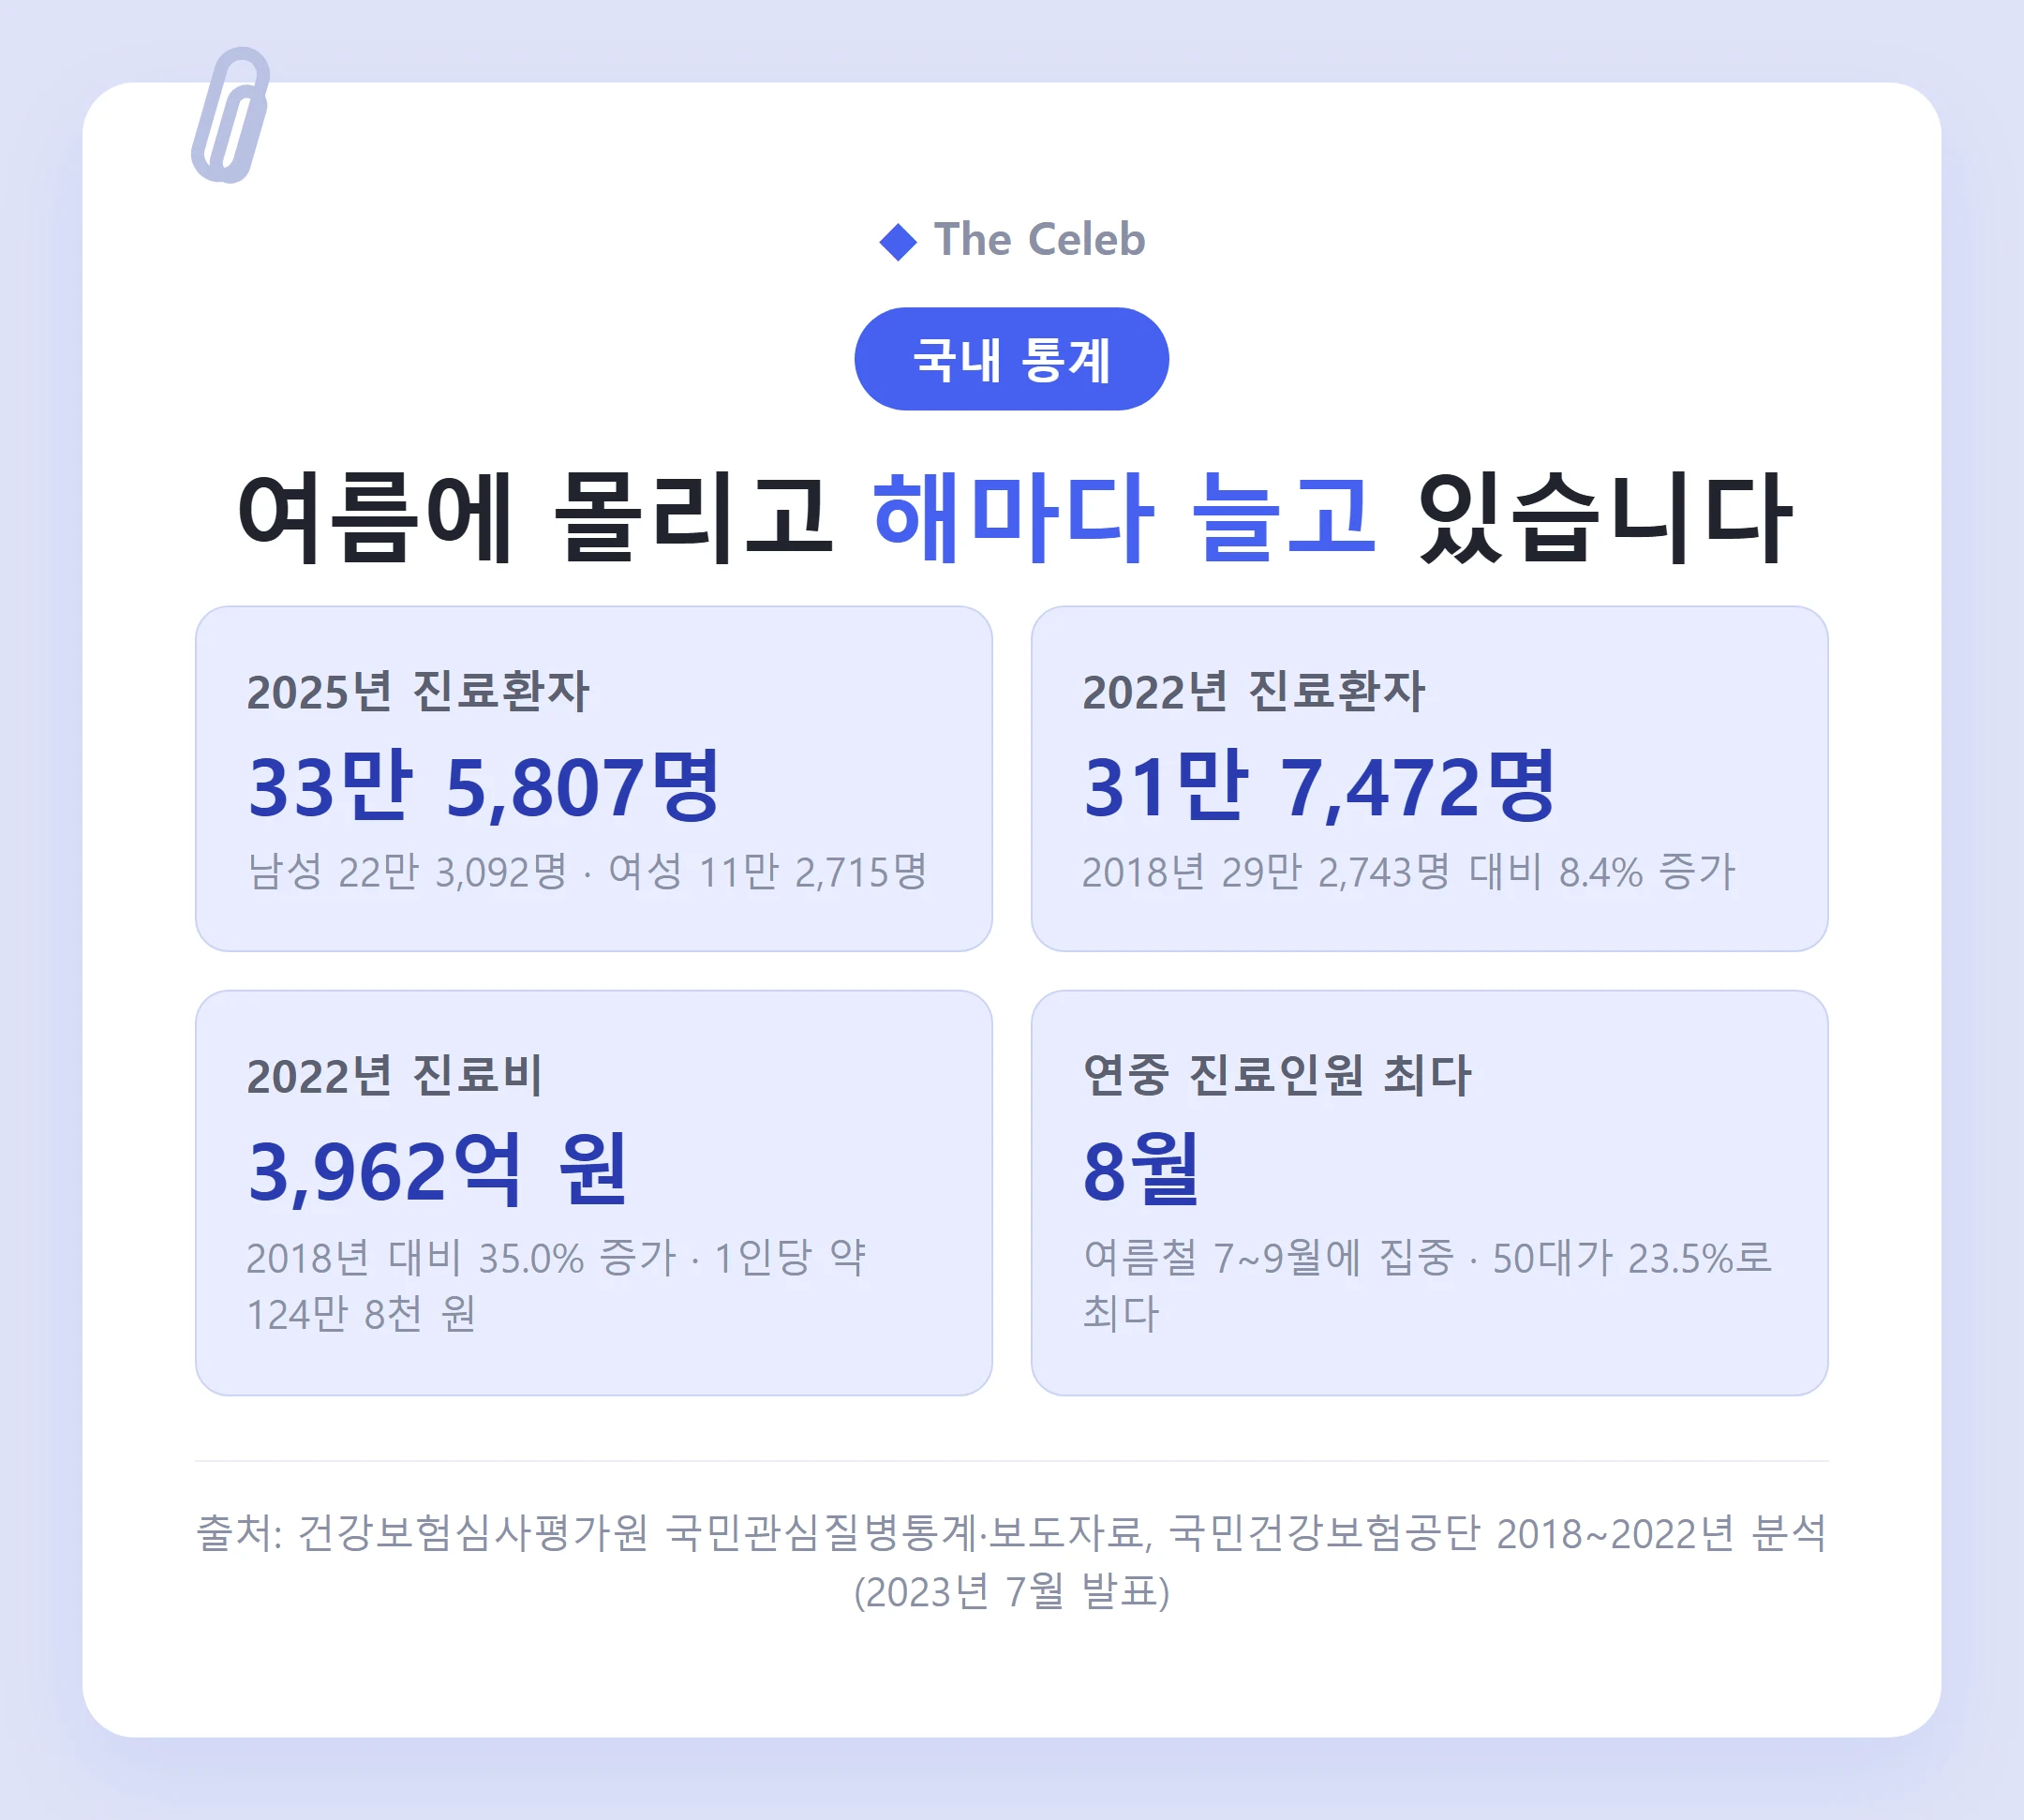 The Celeb
국내 통계
여름에 몰리고 해마다 늘고 있습니다
2025년 진료환자
33만 5,807명
남성 22만 3,092명 · 여성 11만 2,715명
2022년 진료환자
31만 7,472명
2018년 29만 2,743명 대비 8.4% 증가
2022년 진료비
3,962억 원
2018년 대비 35.0% 증가 · 1인당 약
124만 8천 원
연중 진료인원 최다
8월
여름철 7~9월에 집중 · 50대가 23.5%로
최다
출처: 건강보험심사평가원 국민관심질병통계·보도자료, 국민건강보험공단 2018~2022년 분석
(2023년 7월 발표)